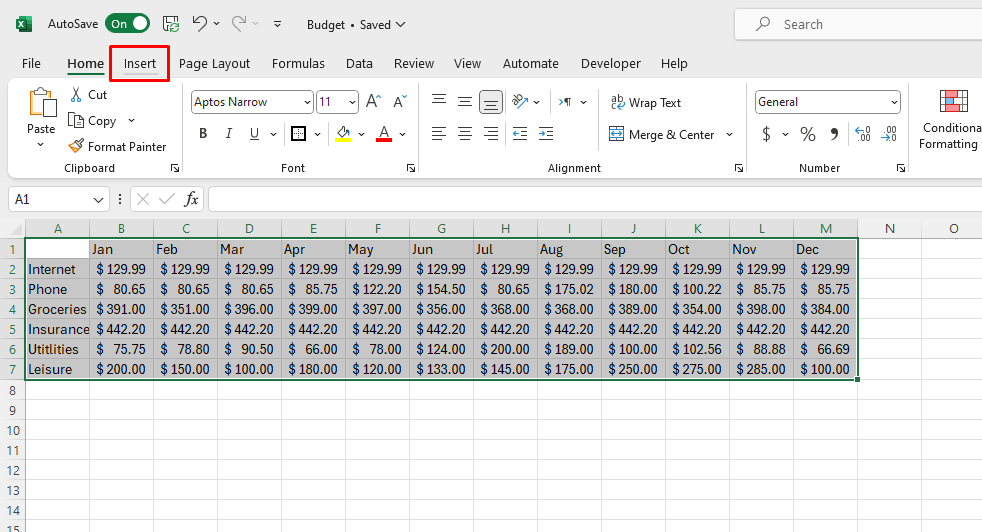 AutoSave On Budget • Saved Search
File Home Insert Page Layout Formulas Data Review View Automate Developer Help
Paste Cut Copy Format Painter
Clipboard
Aptos Narrow 11 A A
B I U A
Font
ab Wrap Text
Merge & Center
Alignment
General
$ % 9 .00 .00
Number
Conditiona
Formatting
A1 fx
A B C D E F G H I J K L M N O
1 Jan Feb Mar Apr May Jun Jul Aug Sep Oct Nov Dec
2 Internet $ 129.99 $ 129.99 $ 129.99 $ 129.99 $ 129.99 $ 129.99 $ 129.99 $ 129.99 $ 129.99 $ 129.99 $ 129.99 $ 129.99
3 Phone $ 80.65 $ 80.65 $ 80.65 $ 85.75 $ 122.20 $ 154.50 $ 80.65 $ 175.02 $ 180.00 $ 100.22 $ 85.75 $ 85.75
4 Groceries $ 391.00 $ 351.00 $ 396.00 $ 399.00 $ 397.00 $ 356.00 $ 368.00 $ 368.00 $ 389.00 $ 354.00 $ 398.00 $ 384.00
5 Insurance $ 442.20 $ 442.20 $ 442.20 $ 442.20 $ 442.20 $ 442.20 $ 442.20 $ 442.20 $ 442.20 $ 442.20 $ 442.20 $ 442.20
6 Utitlities $ 75.75 $ 78.80 $ 90.50 $ 66.00 $ 78.00 $ 124.00 $ 200.00 $ 189.00 $ 100.00 $ 102.56 $ 88.88 $ 66.69
7 Leisure $ 200.00 $ 150.00 $ 100.00 $ 180.00 $ 120.00 $ 133.00 $ 145.00 $ 175.00 $ 250.00 $ 275.00 $ 285.00 $ 100.00
8
9
10
11
12
13
14
15